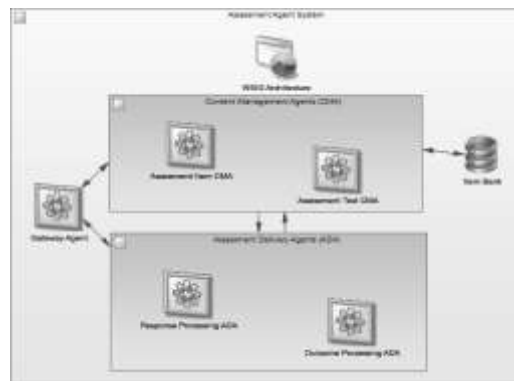 Assessment Agent System
WSIG Architecture
Content Management Agents (CMA)
Assessment Item CMA
Assessment Test CMA
Item Bank
Gateway Agent
Assessment Delivery Agents (ADA)
Response Processing ADA
Outcome Processing ADA